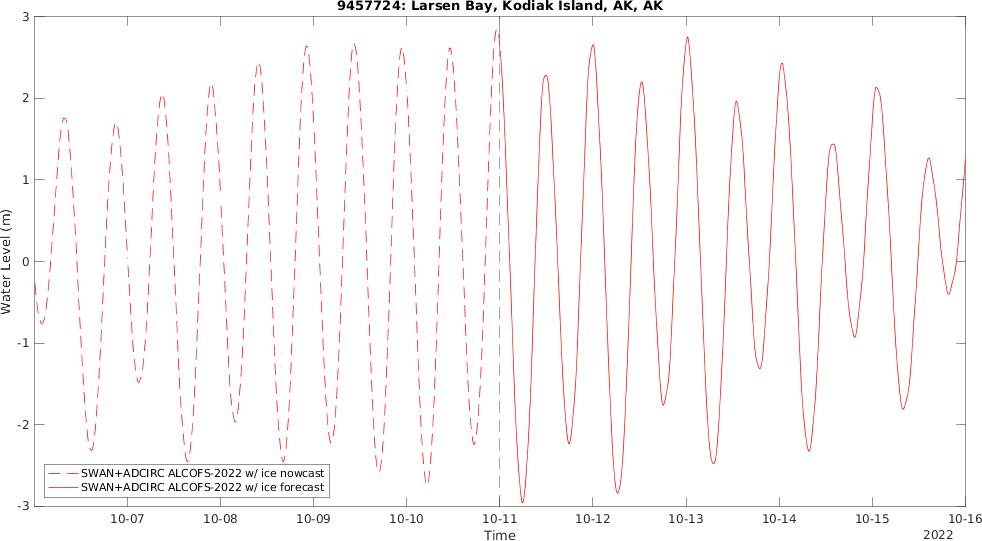 9457724: Larsen Bay, Kodiak Island, AK, AK
3
2
1
0
-1
-2
-3
Water Level (m)
SWAN+ADCIRC ALCOFS-2022 w/ ice nowcast
SWAN+ADCIRC ALCOFS-2022 w/ ice forecast
10-07 10-08 10-09 10-10 10-11 10-12 10-13 10-14 10-15 10-16
Time
2022